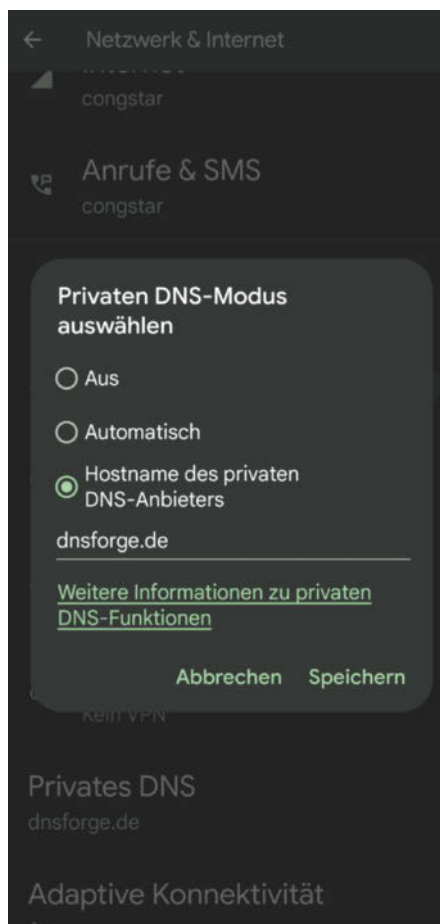 Netzwerk & Internet
Internet
congstar
Anrufe & SMS
congstar
Privaten DNS-Modus
auswählen
Aus
Automatisch
Hostname des privaten
DNS-Anbieters
dnsforge.de
Weitere Informationen zu privaten
DNS-Funktionen
Abbrechen Speichern
Kein VPN
Privates DNS
dnsforge.de
Adaptive Konnektivität